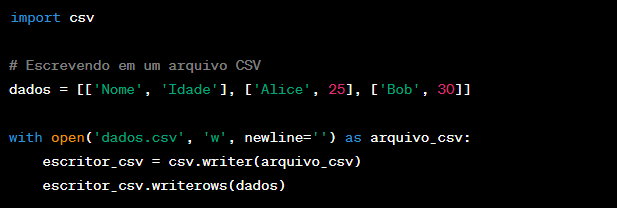 import csv
# Escrevendo em um arquivo CSV
dados = [['Nome', 'Idade'], ['Alice', 25], ['Bob', 30]]
with open('dados.csv', 'w', newline='') as arquivo_csv:
    escritor_csv = csv.writer(arquivo_csv)
    escritor_csv.writerows(dados)